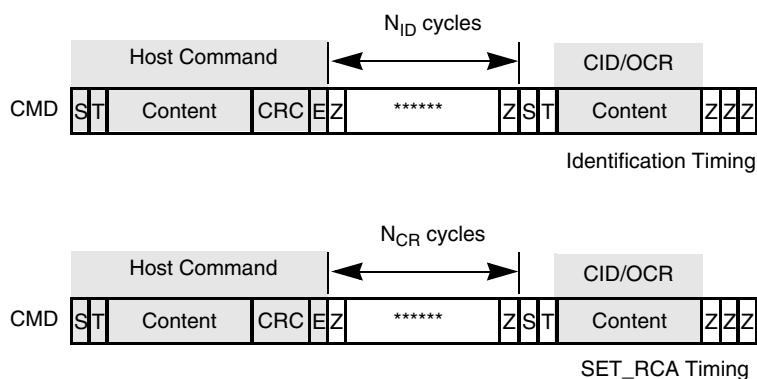 N_ID cycles
Host Command
CID/OCR
CMD S T Content CRC E Z ****** Z S T Content Z Z Z
Identification Timing
N_CR cycles
Host Command
CID/OCR
CMD S T Content CRC E Z ****** Z S T Content Z Z Z
SET_RCA Timing